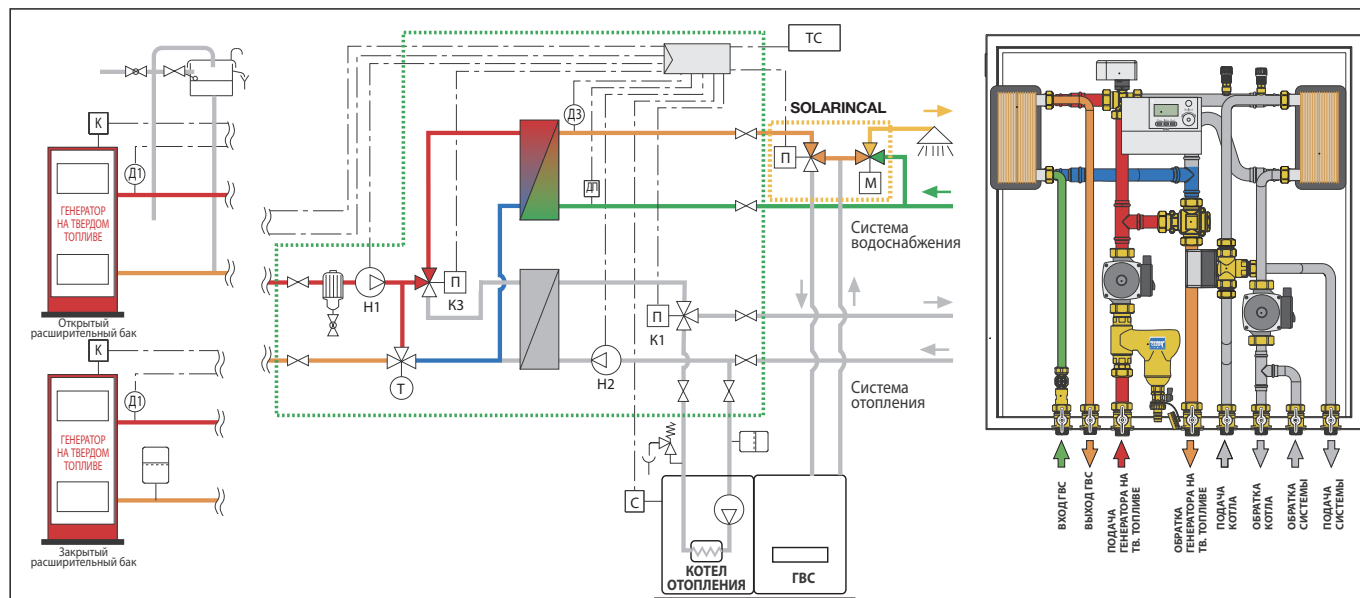 К
Д1
ГЕНЕРАТОР
НА ТВЕРДОМ
ТОПЛИВЕ
Открытый
расширительный бак
К
Д1
ГЕНЕРАТОР
НА ТВЕРДОМ
ТОПЛИВЕ
Закрытый
расширительный бак
ТС
Д3
ДП
SOLARINCAL
П
М
Система
водоснабжения
Н1
П
К3
П
К1
Т
Н2
Система
отопления
С
КОТЕЛ
ОТОПЛЕНИЯ
ГВС
ВХОД ГВС
ВЫХОД ГВС
ПОДАЧА
ГЕНЕРАТОРА НА
ТВ. ТОПЛИВЕ
ОБРАТКА
ГЕНЕРАТОРА НА
ТВ. ТОПЛИВЕ
ПОДАЧА
КОТЛА
ОБРАТКА
КОТЛА
ОБРАТКА
СИСТЕМЫ
ПОДАЧА
СИСТЕМЫ